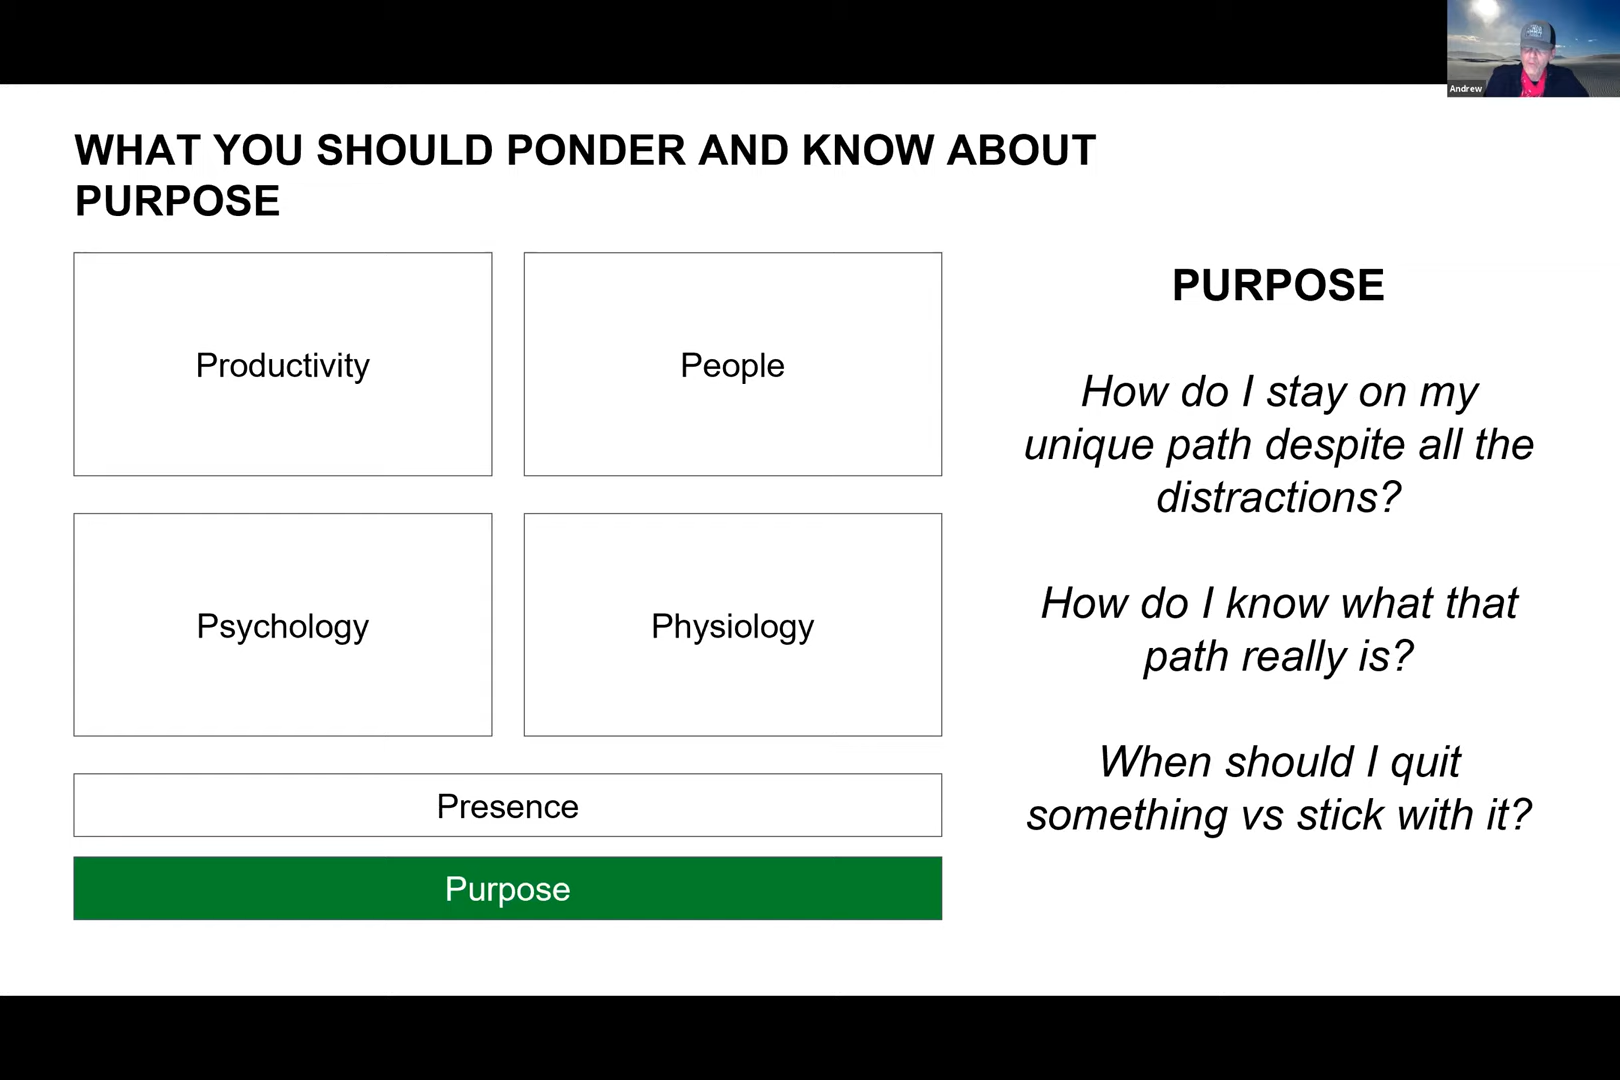 Andrew
WHAT YOU SHOULD PONDER AND KNOW ABOUT
PURPOSE
Productivity
People
Psychology
Physiology
Presence
Purpose
PURPOSE
How do I stay on my
unique path despite all the
distractions?
How do I know what that
path really is?
When should I quit
something vs stick with it?